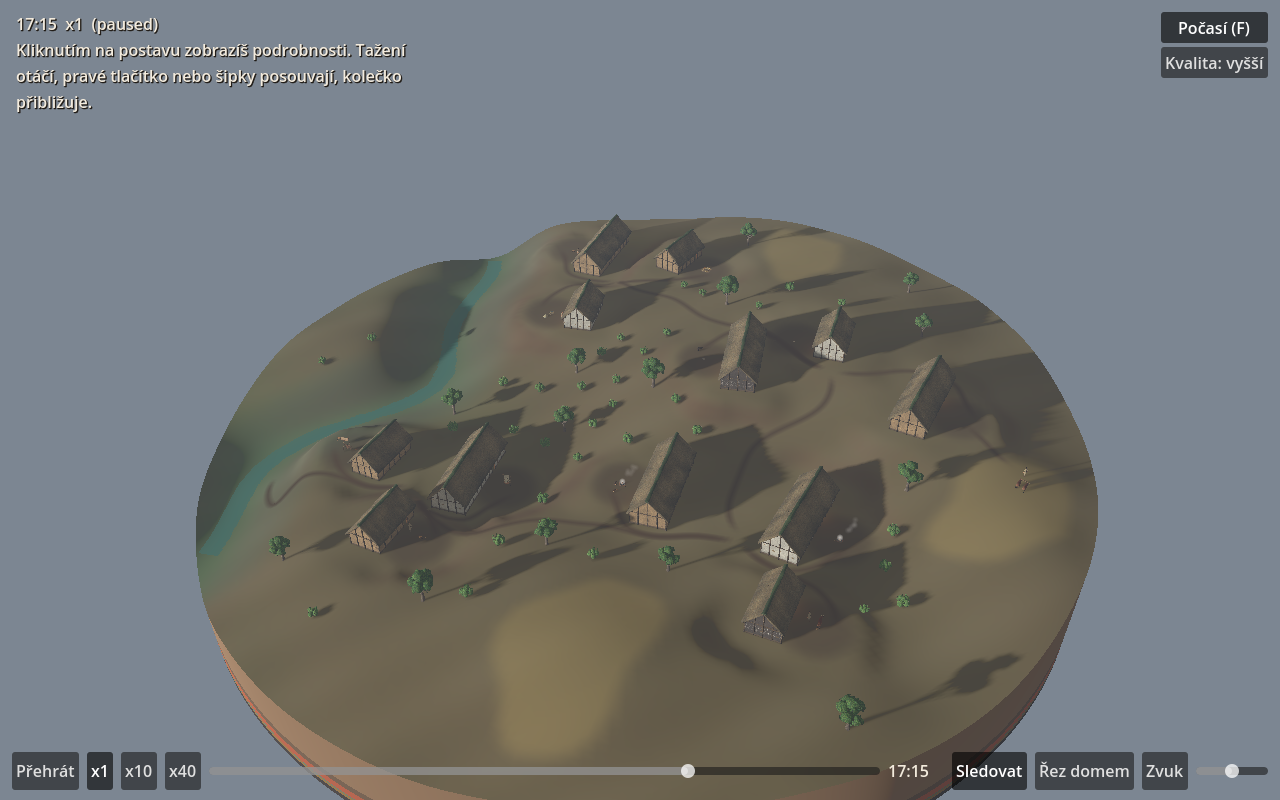 17:15  x1  (paused)
Kliknutím na postavu zobrazíš podrobnosti. Tažení
otáčí, pravé tlačítko nebo šipky posouvají, kolečko
přibližuje.
Počasí (F)
Kvalita: vyšší
Přehrát
x1
x10
x40
17:15
Sledovat
Řez domem
Zvuk